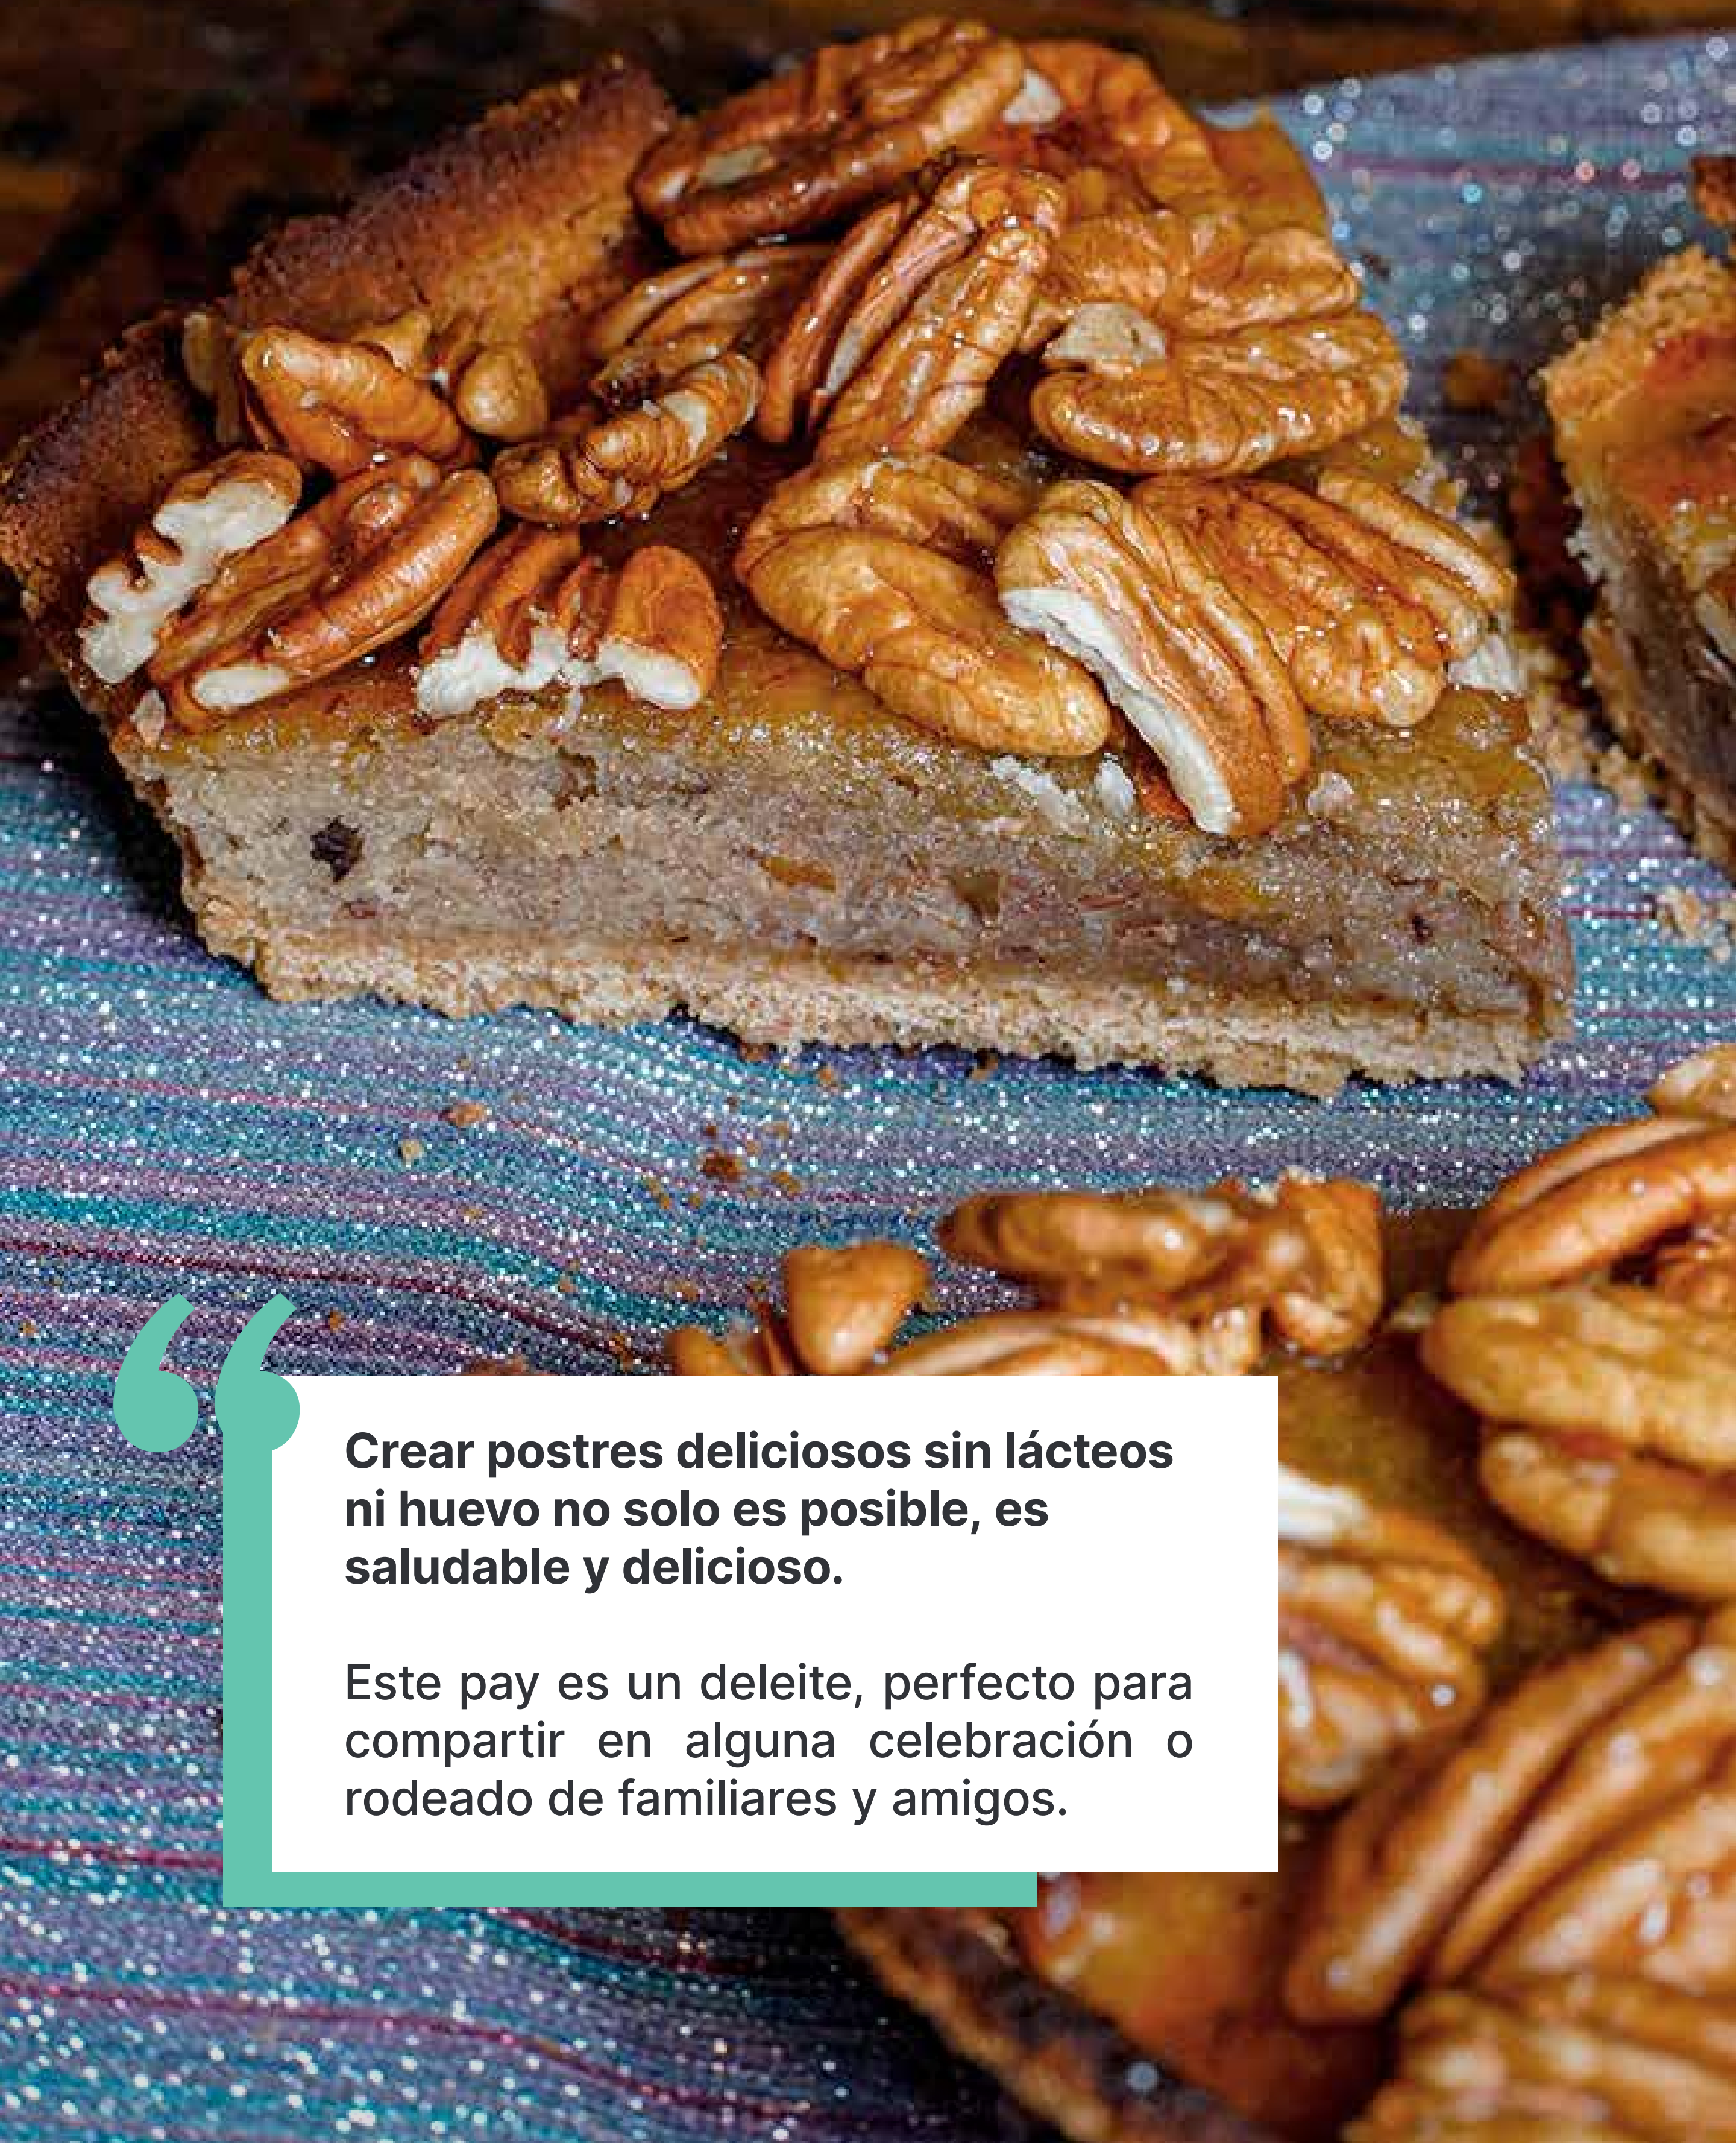 “
Crear postres deliciosos sin lácteos
ni huevo no solo es posible, es
saludable y delicioso.
Este pay es un deleite, perfecto para
compartir en alguna celebración o
rodeado de familiares y amigos.